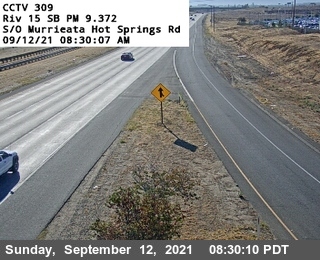 CCTV 309
Riv 15 SB PM 9.372
S/O Murrieata Hot Springs Rd
09/12/21 08:30:07 AM
Sunday, September 12, 2021 08:30:10 PDT